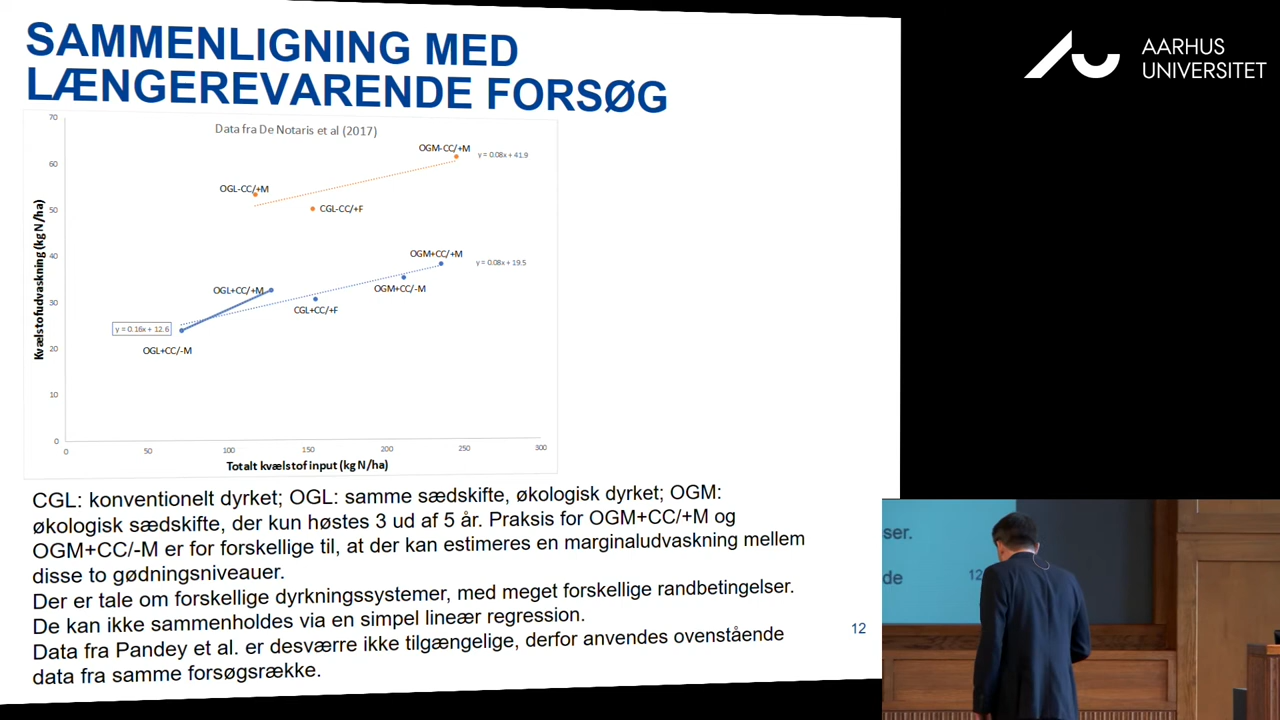 SAMMENLIGNING MED
LÆNGEREVARENDE FORSØG
AARHUS
UNIVERSITET
Data fra De Notaris et al (2017)
Kvælstofudvaskning (kg N/ha)
70
60
50
40
30
20
10
0
OGM-CC/+M
y = 0.08x + 41.9
OGL-CC/+M
CGL-CC/+F
OGM+CC/+M
y = 0.08x + 19.5
OGL+CC/+M
OGM+CC/-M
CGL+CC/+F
y = 0.16x + 12.6
OGL+CC/-M
0 50 100 150 200 250 300
Totalt kvælstof input (kg N/ha)
CGL: konventionelt dyrket; OGL: samme sædskifte, økologisk dyrket; OGM:
økologisk sædskifte, der kun høstes 3 ud af 5 år. Praksis for OGM+CC/+M og
OGM+CC/-M er for forskellige til, at der kan estimeres en marginaludvaskning mellem
disse to gødningsniveauer.
Der er tale om forskellige dyrkningssystemer, med meget forskellige randbetingelser.
De kan ikke sammenholdes via en simpel lineær regression.
Data fra Pandey et al. er desværre ikke tilgængelige, derfor anvendes ovenstående
data fra samme forsøgsrække.
12
ser.
de
12